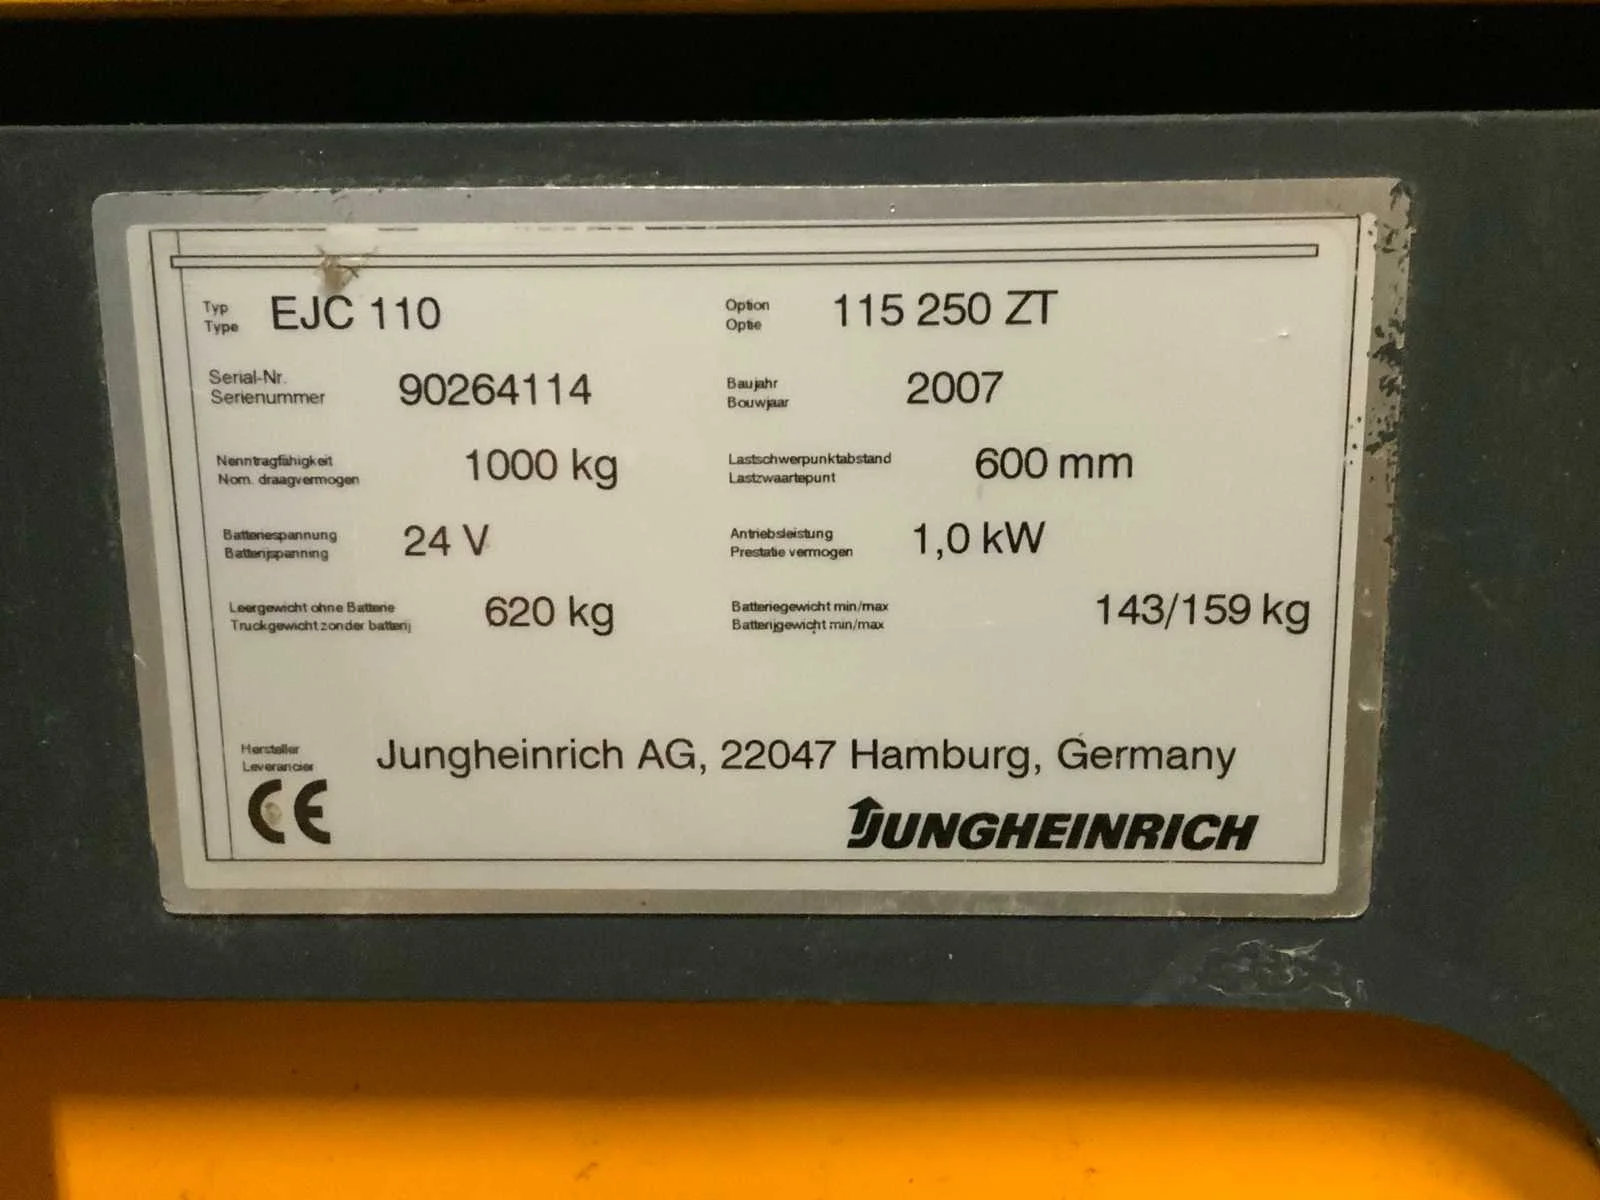 Typ
Type
EJC 110
Option
Optie
115 250 ZT
Serial-Nr.
Serienummer
90264114
Baujahr
Bouwjaar
2007
Nenntragfähigkeit
Nom. draagvermogen
1000 kg
Lastschwerpunktabstand
Lastzwaartepunt
600 mm
Batteriespannung
Batterijspanning
24 V
Antriebsleistung
Prestatie vermogen
1,0 kW
Leergewicht ohne Batterie
Truckgewicht zonder batterij
620 kg
Batteriegewicht min/max
Batterijgewicht min/max
143/159 kg
Hersteller
Leverancier
Jungheinrich AG, 22047 Hamburg, Germany
CE
JUNGHEINRICH